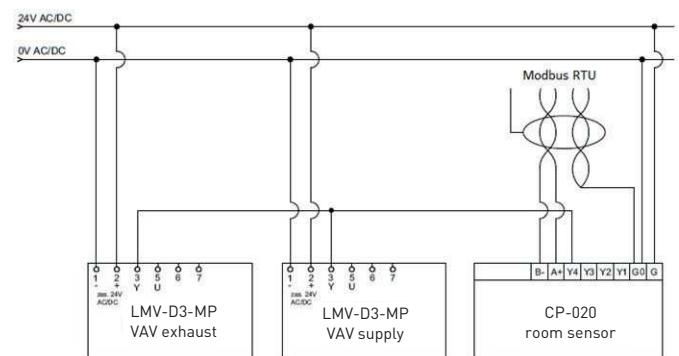 24V AC/DC
0V AC/DC
Modbus RTU
1 2 3 5 6 7
- + Y U
zas. 24V
AC/DC
LMV-D3-MP
VAV exhaust
1 2 3 5 6 7
- + Y U
zas. 24V
AC/DC
LMV-D3-MP
VAV supply
B- A+ Y4 Y3 Y2 Y1 G0 G
CP-020
room sensor